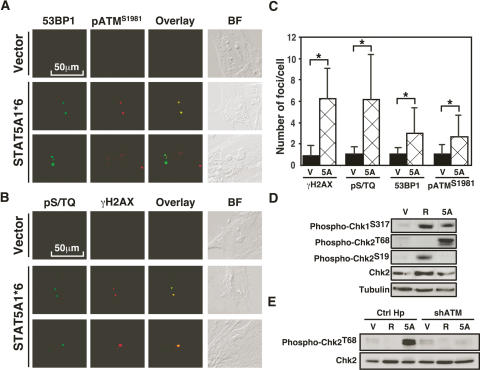 A
53BP1 pATMS1981 Overlay BF
Vector
50μm
STAT5A1*6
B
pS/TQ γH2AX Overlay BF
Vector
50μm
STAT5A1*6
C
Number of foci/cell
12
10
8
6
4
2
0
* * * *
V 5A V 5A V 5A V 5A
γH2AX pS/TQ 53BP1 pATMS1981
D
V R 5A
Phospho-Chk1S317
Phospho-Chk2T68
Phospho-Chk2S19
Chk2
Tubulin
E
Ctrl Hp shATM
V R 5A V R 5A
Phospho-Chk2T68
Chk2